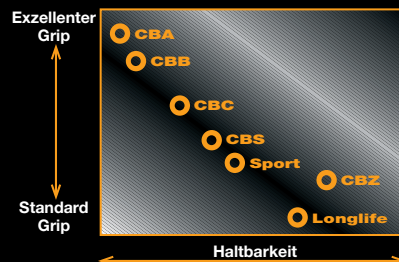 Exzellenter
Grip
CBA
CBB
CBC
CBS
Sport
CBZ
Longlife
Standard
Grip
Haltbarkeit